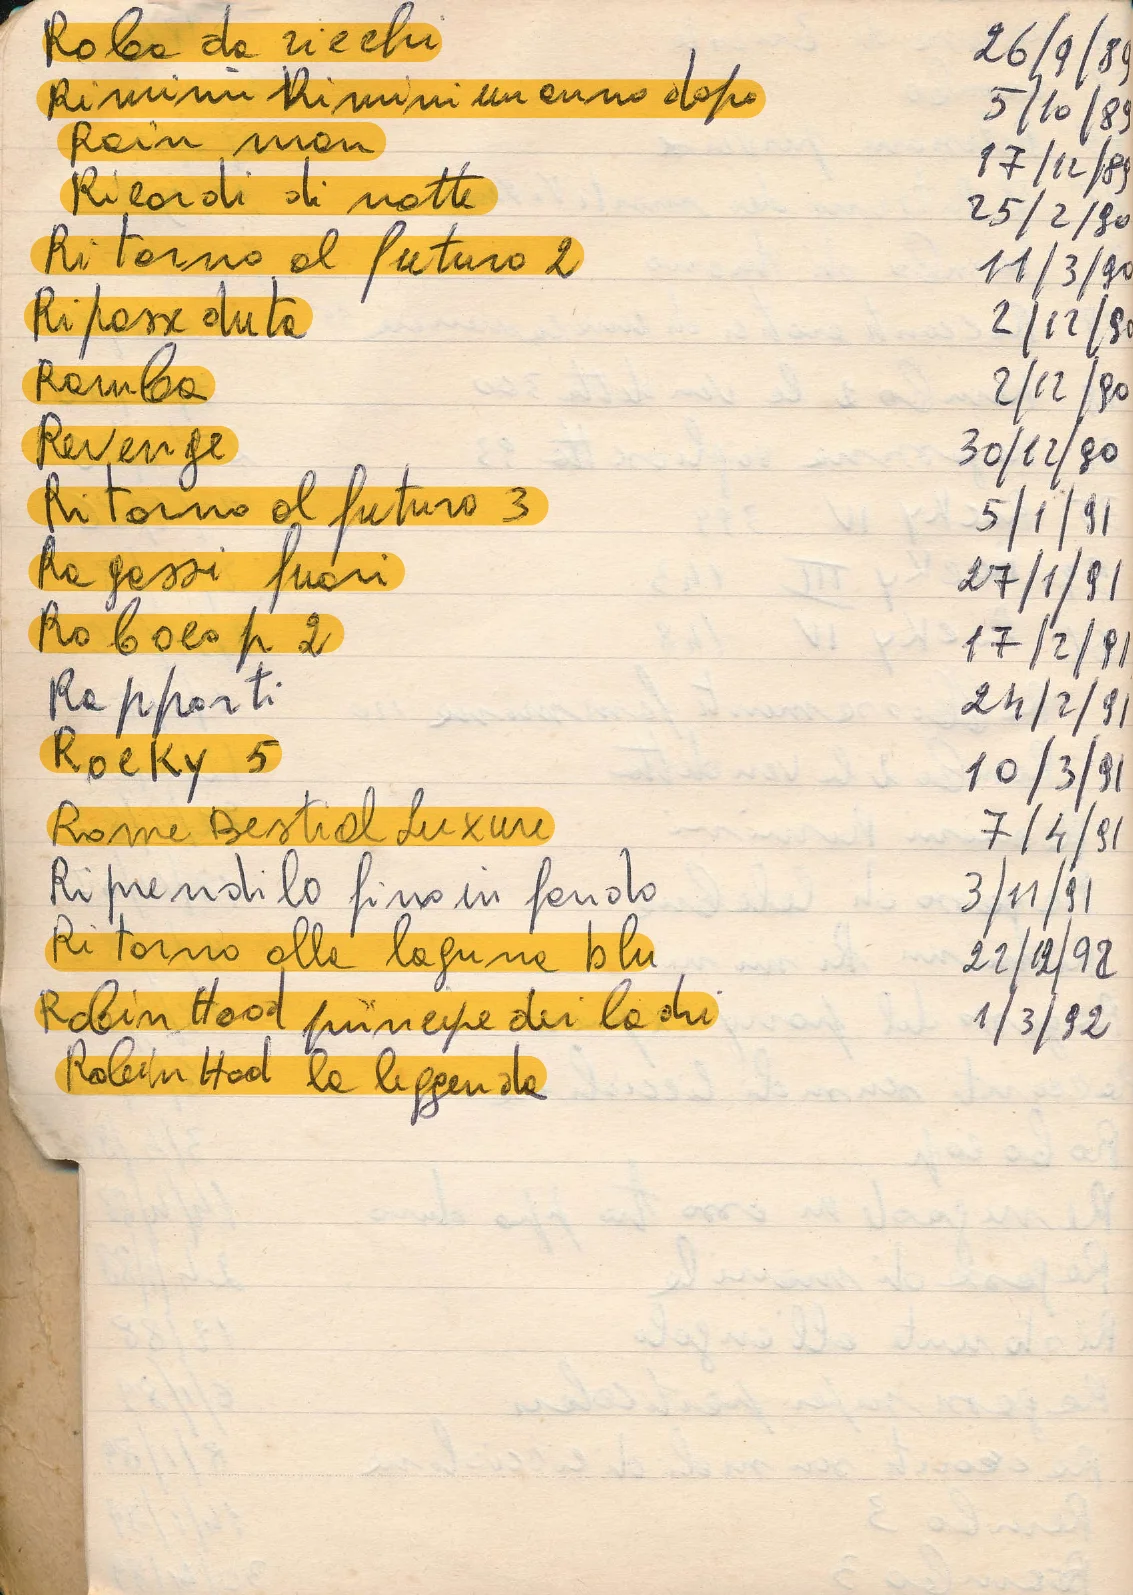 Roba da ricchi 26/9/89
Rimini Rimini un anno dopo 5/10/89
Rain man 17/12/89
Ricordi di notte 25/2/90
Ritorno al futuro 2 11/3/90
Riposseduta 2/12/90
Ramba 2/12/90
Revenge 30/12/90
Ritorno al futuro 3 5/1/91
Ragassi fuori 27/1/91
Robocop 2 17/2/91
Rapporti 24/2/91
Rocky 5 10/3/91
Rome Bestial Luxure 7/4/91
Riprendilo fino in fondo 3/11/91
Ritorno alla laguna blu 22/12/92
Robin Hood principe dei ladri 1/3/92
Robin Hod la leggenda